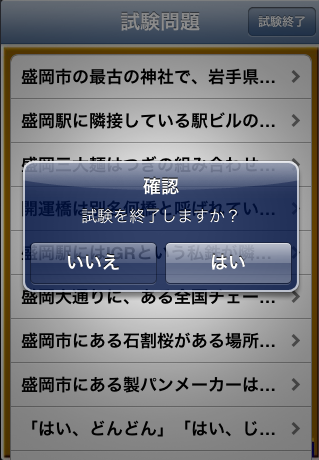 試験問題
試験終了
盛岡市の最古の神社で、岩手県...
盛岡駅に隣接している駅ビルの...
盛岡三大麺はつぎの組み合わせ...
確認
試験を終了しますか？
開運橋は別名何橋と呼ばれてい...
盛岡駅にはIGRという私鉄が隣...
いいえ
はい
盛岡大通りに、ある全国チェー...
盛岡市にある石割桜がある場所...
盛岡市にある製パンメーカーは...
「はい、どんどん」「はい、じ...